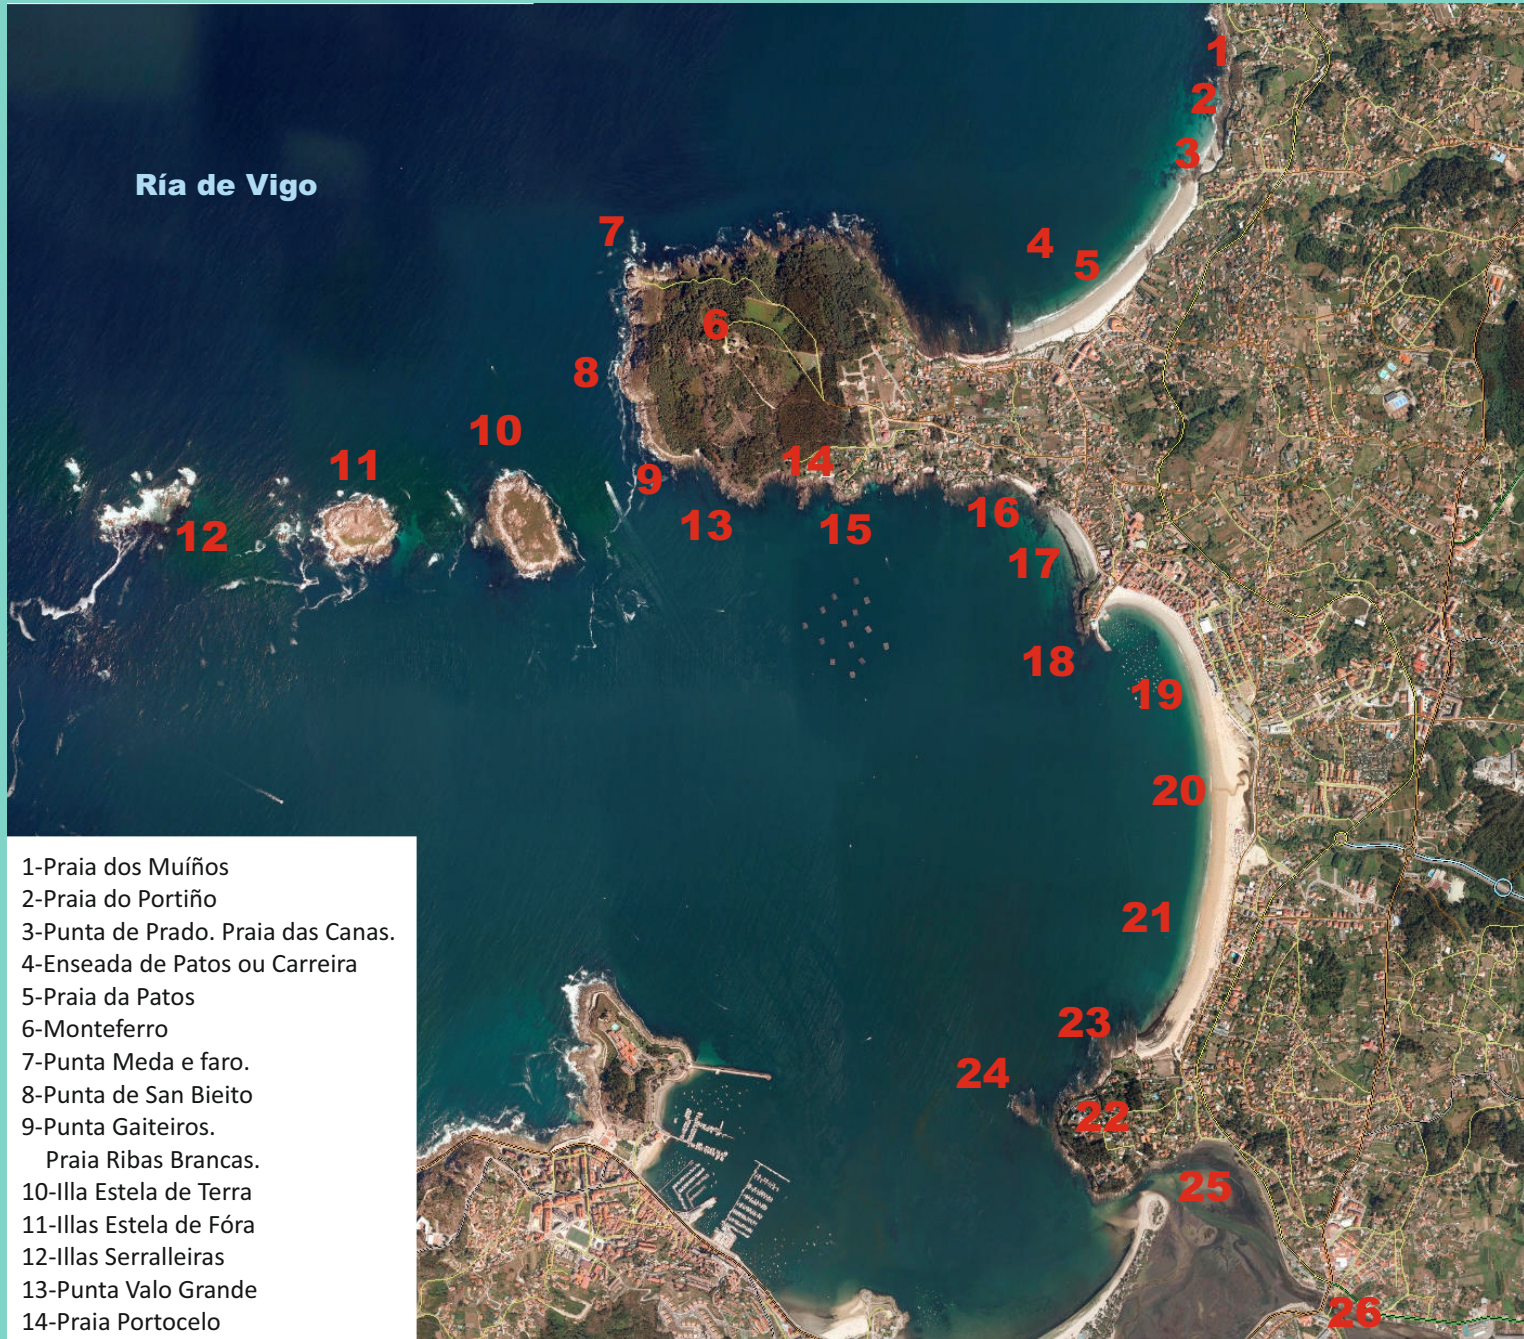 1
2
3
Ría de Vigo
7
4
5
6
8
10
11
9
14
12
13
15
16
17
18
19
20
21
23
24
22
25
26
1-Praia dos Muíños
2-Praia do Portiño
3-Punta de Prado. Praia das Canas.
4-Enseada de Patos ou Carreira
5-Praia da Patos
6-Monteferro
7-Punta Meda e faro.
8-Punta de San Bieito
9-Punta Gaiteiros.
Praia Ribas Brancas.
10-Illa Estela de Terra
11-Illas Estela de Fóra
12-Illas Serralleiras
13-Punta Valo Grande
14-Praia Portocelo